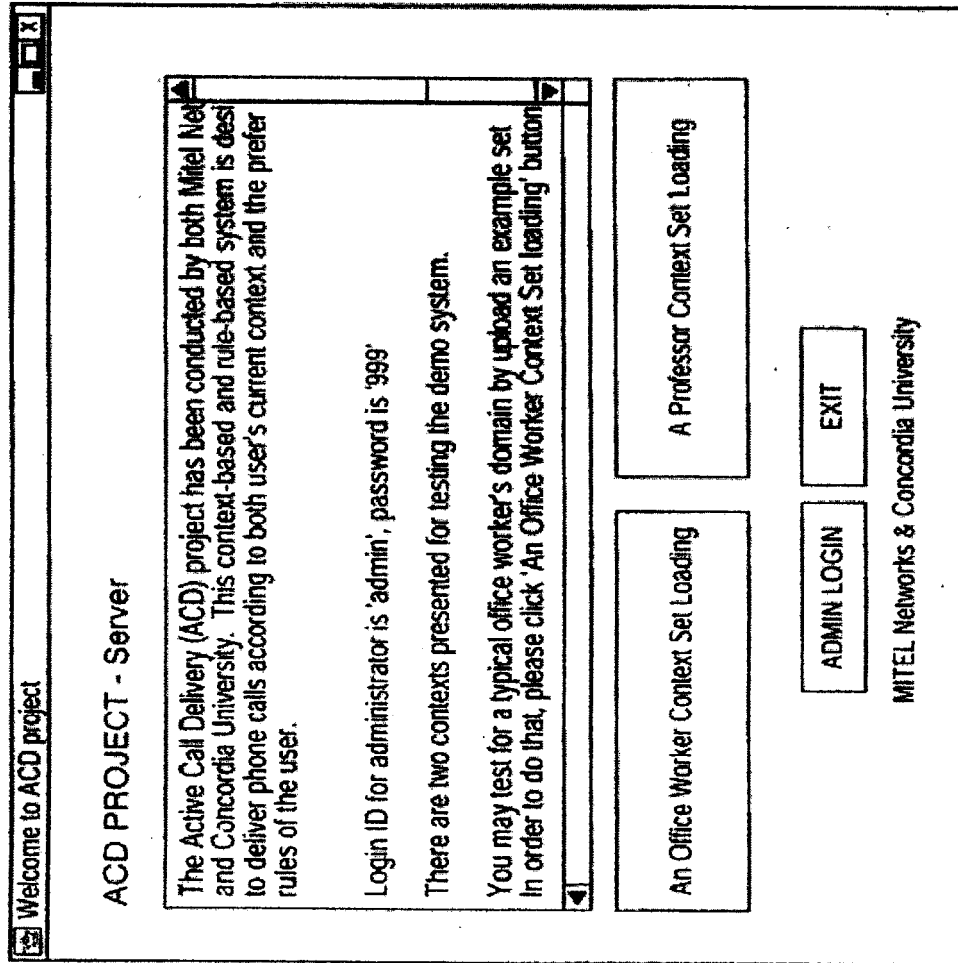 Welcome to ACD project
ACD PROJECT - Server
The Active Call Delivery (ACD) project has been conducted by both Mitel Net
and Concordia University. This context-based and rule-based system is desi
to deliver phone calls according to both user's current context and the prefer
rules of the user.
Login ID for administrator is 'admin', password is '999'
There are two contexts presented for testing the demo system.
You may test for a typical office worker's domain by upload an example set
In order to do that, please click 'An Office Worker Context Set loading' button
An Office Worker Context Set Loading
A Professor Context Set Loading
ADMIN LOGIN
EXIT
MITEL Networks & Concordia University